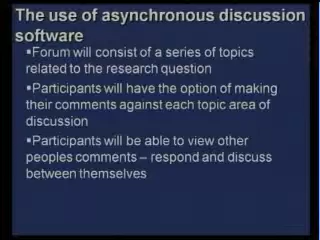 The use of asynchronous discussion
software
▪Forum will consist of a series of topics
related to the research question
▪Participants will have the option of making
their comments against each topic area of
discussion
▪Participants will be able to view other
peoples comments – respond and discuss
between themselves